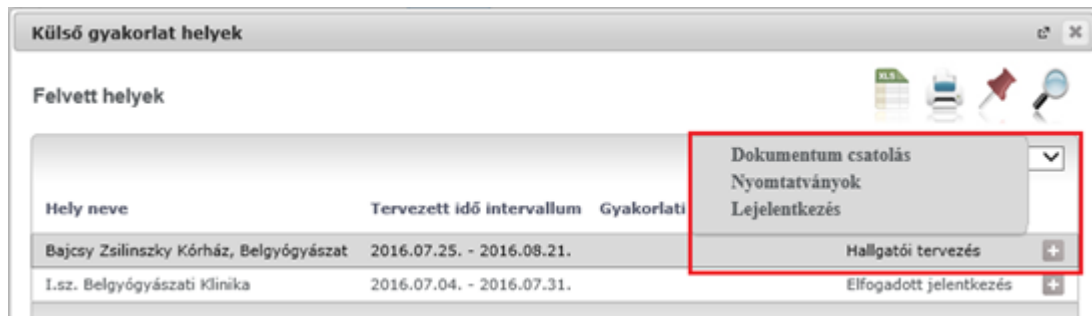 Külső gyakorlat helyek
Felvett helyek
XLS
Dokumentum csatolás
Nyomtatványok
Lejelentkezés
Hely neve Tervezett idő intervallum Gyakorlati
Bajcsy Zsilinszky Kórház, Belgyógyászat 2016.07.25. - 2016.08.21. Hallgatói tervezés
I.sz. Belgyógyászati Klinika 2016.07.04. - 2016.07.31. Elfogadott jelentkezés